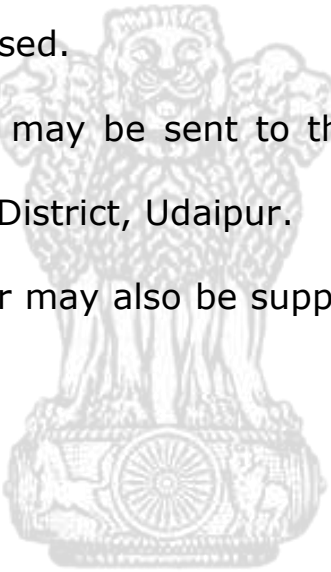 sed.
may be sent to th
District, Udaipur.
r may also be supp